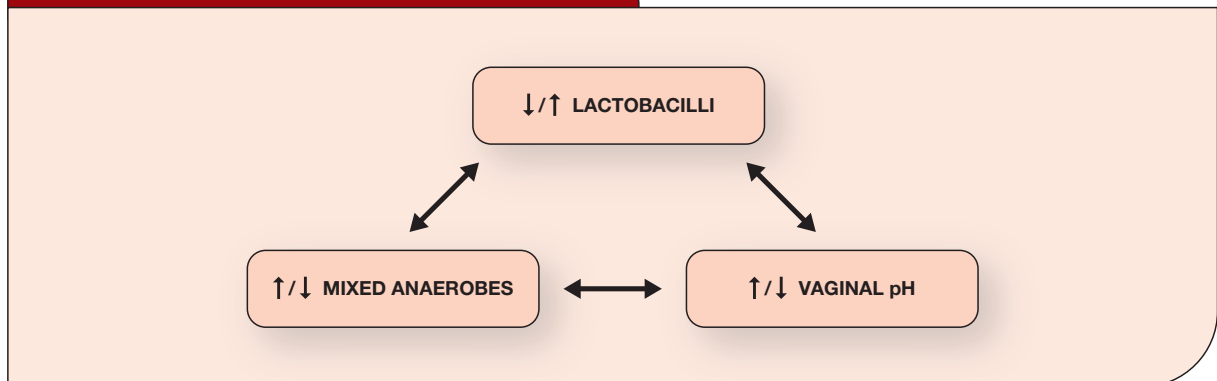 ↓/↑ LACTOBACILLI
↑/↓ MIXED ANAEROBES
↑/↓ VAGINAL pH